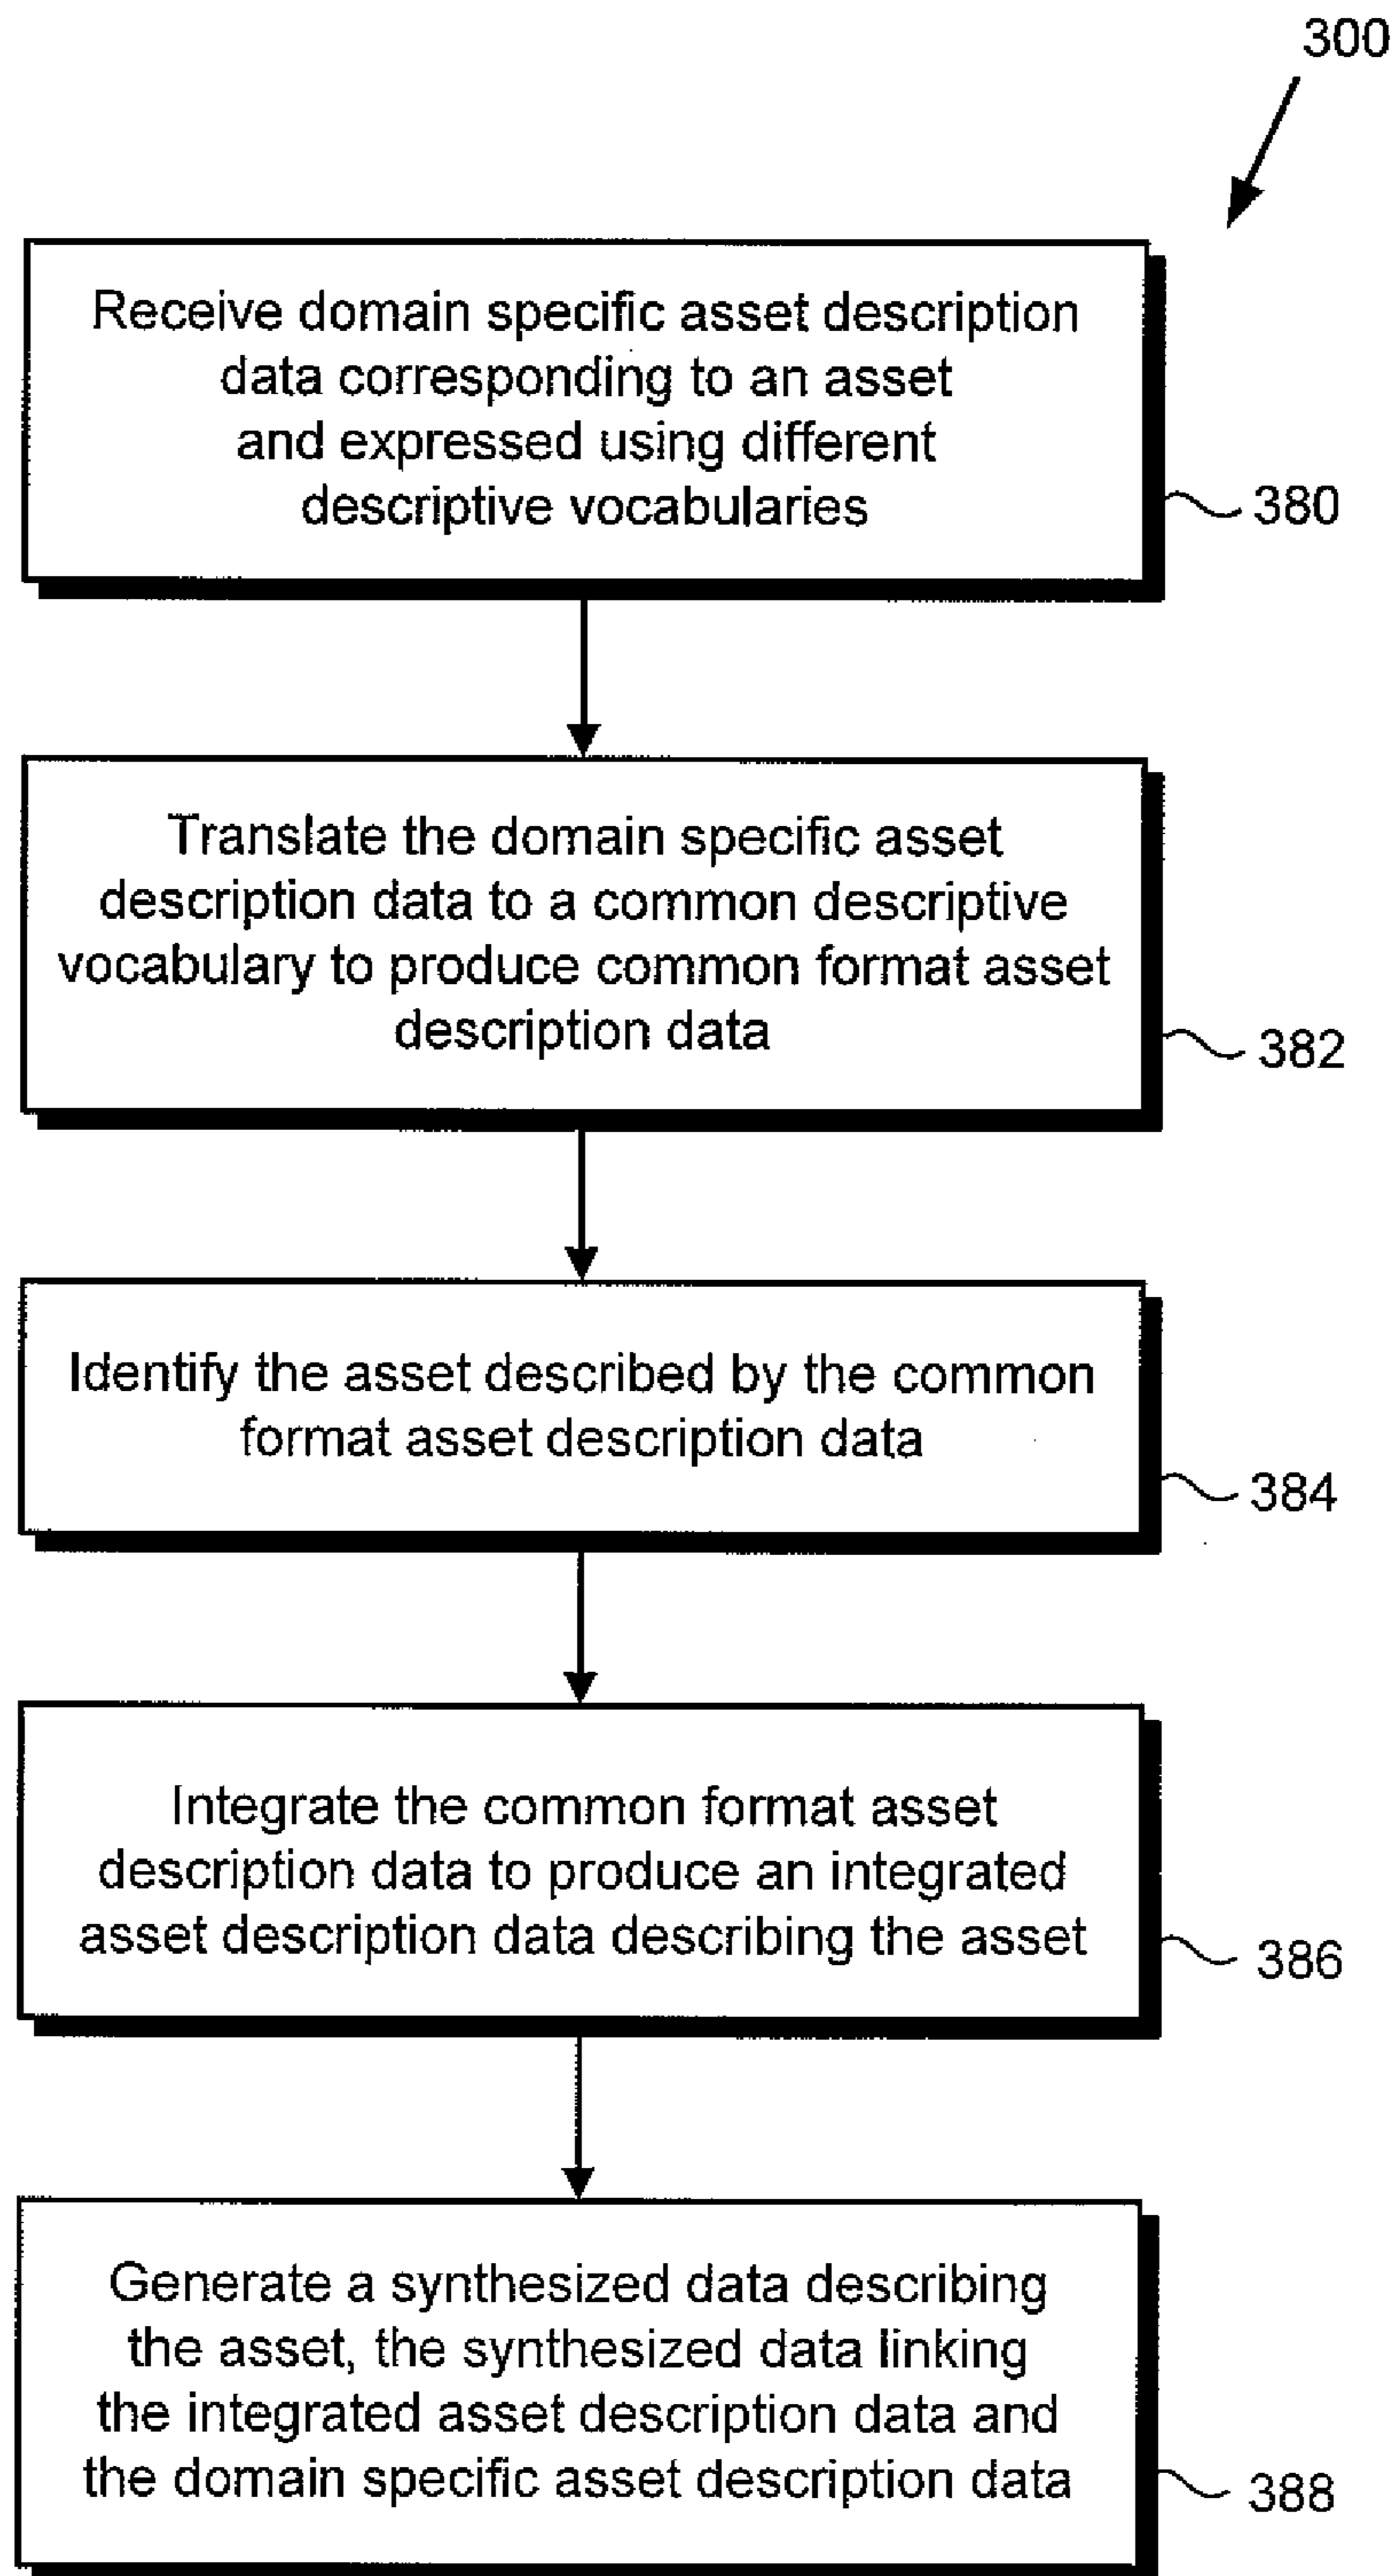 300
Receive domain specific asset description
data corresponding to an asset
and expressed using different
descriptive vocabularies
380
Translate the domain specific asset
description data to a common descriptive
vocabulary to produce common format asset
description data
382
Identify the asset described by the common
format asset description data
384
Integrate the common format asset
description data to produce an integrated
asset description data describing the asset
386
Generate a synthesized data describing
the asset, the synthesized data linking
the integrated asset description data and
the domain specific asset description data
388